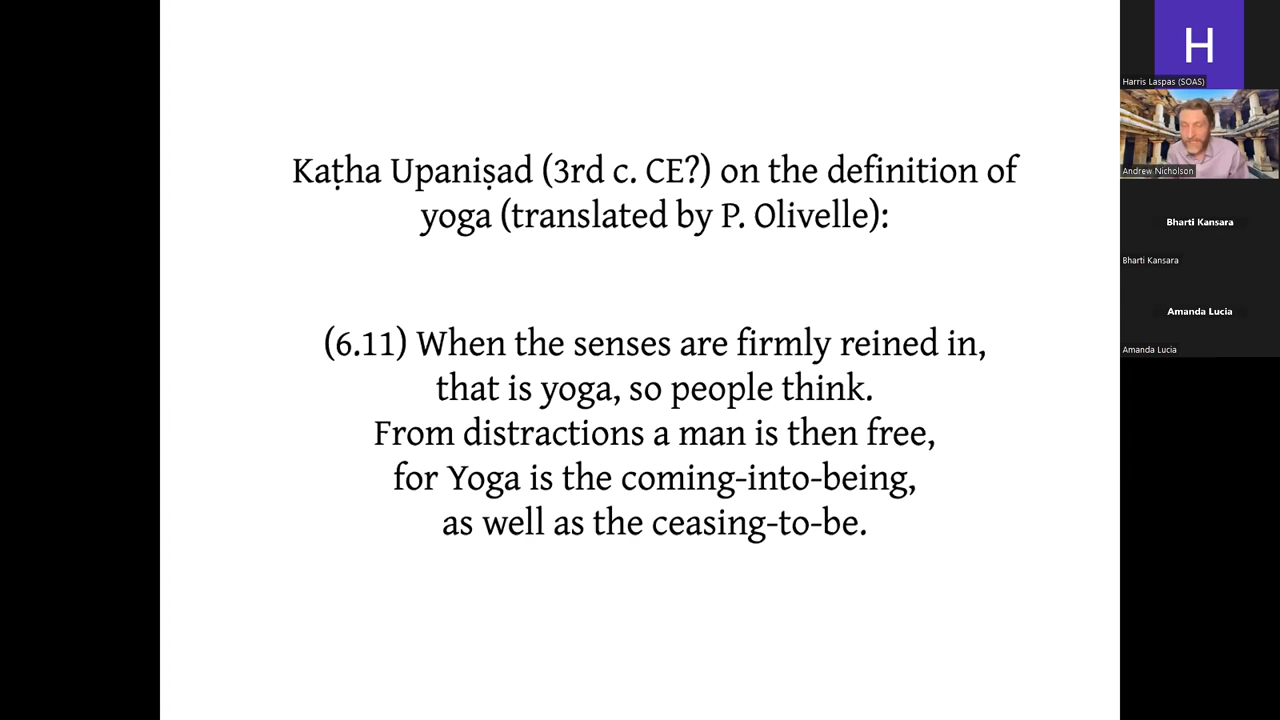 Kaṭha Upaniṣad (3rd c. CE?) on the definition of
yoga (translated by P. Olivelle):
(6.11) When the senses are firmly reined in,
that is yoga, so people think.
From distractions a man is then free,
for Yoga is the coming-into-being,
as well as the ceasing-to-be.
H
Harris Laspas (SOAS)
Andrew Nicholson
Bharti Kansara
Bharti Kansara
Amanda Lucia
Amanda Lucia